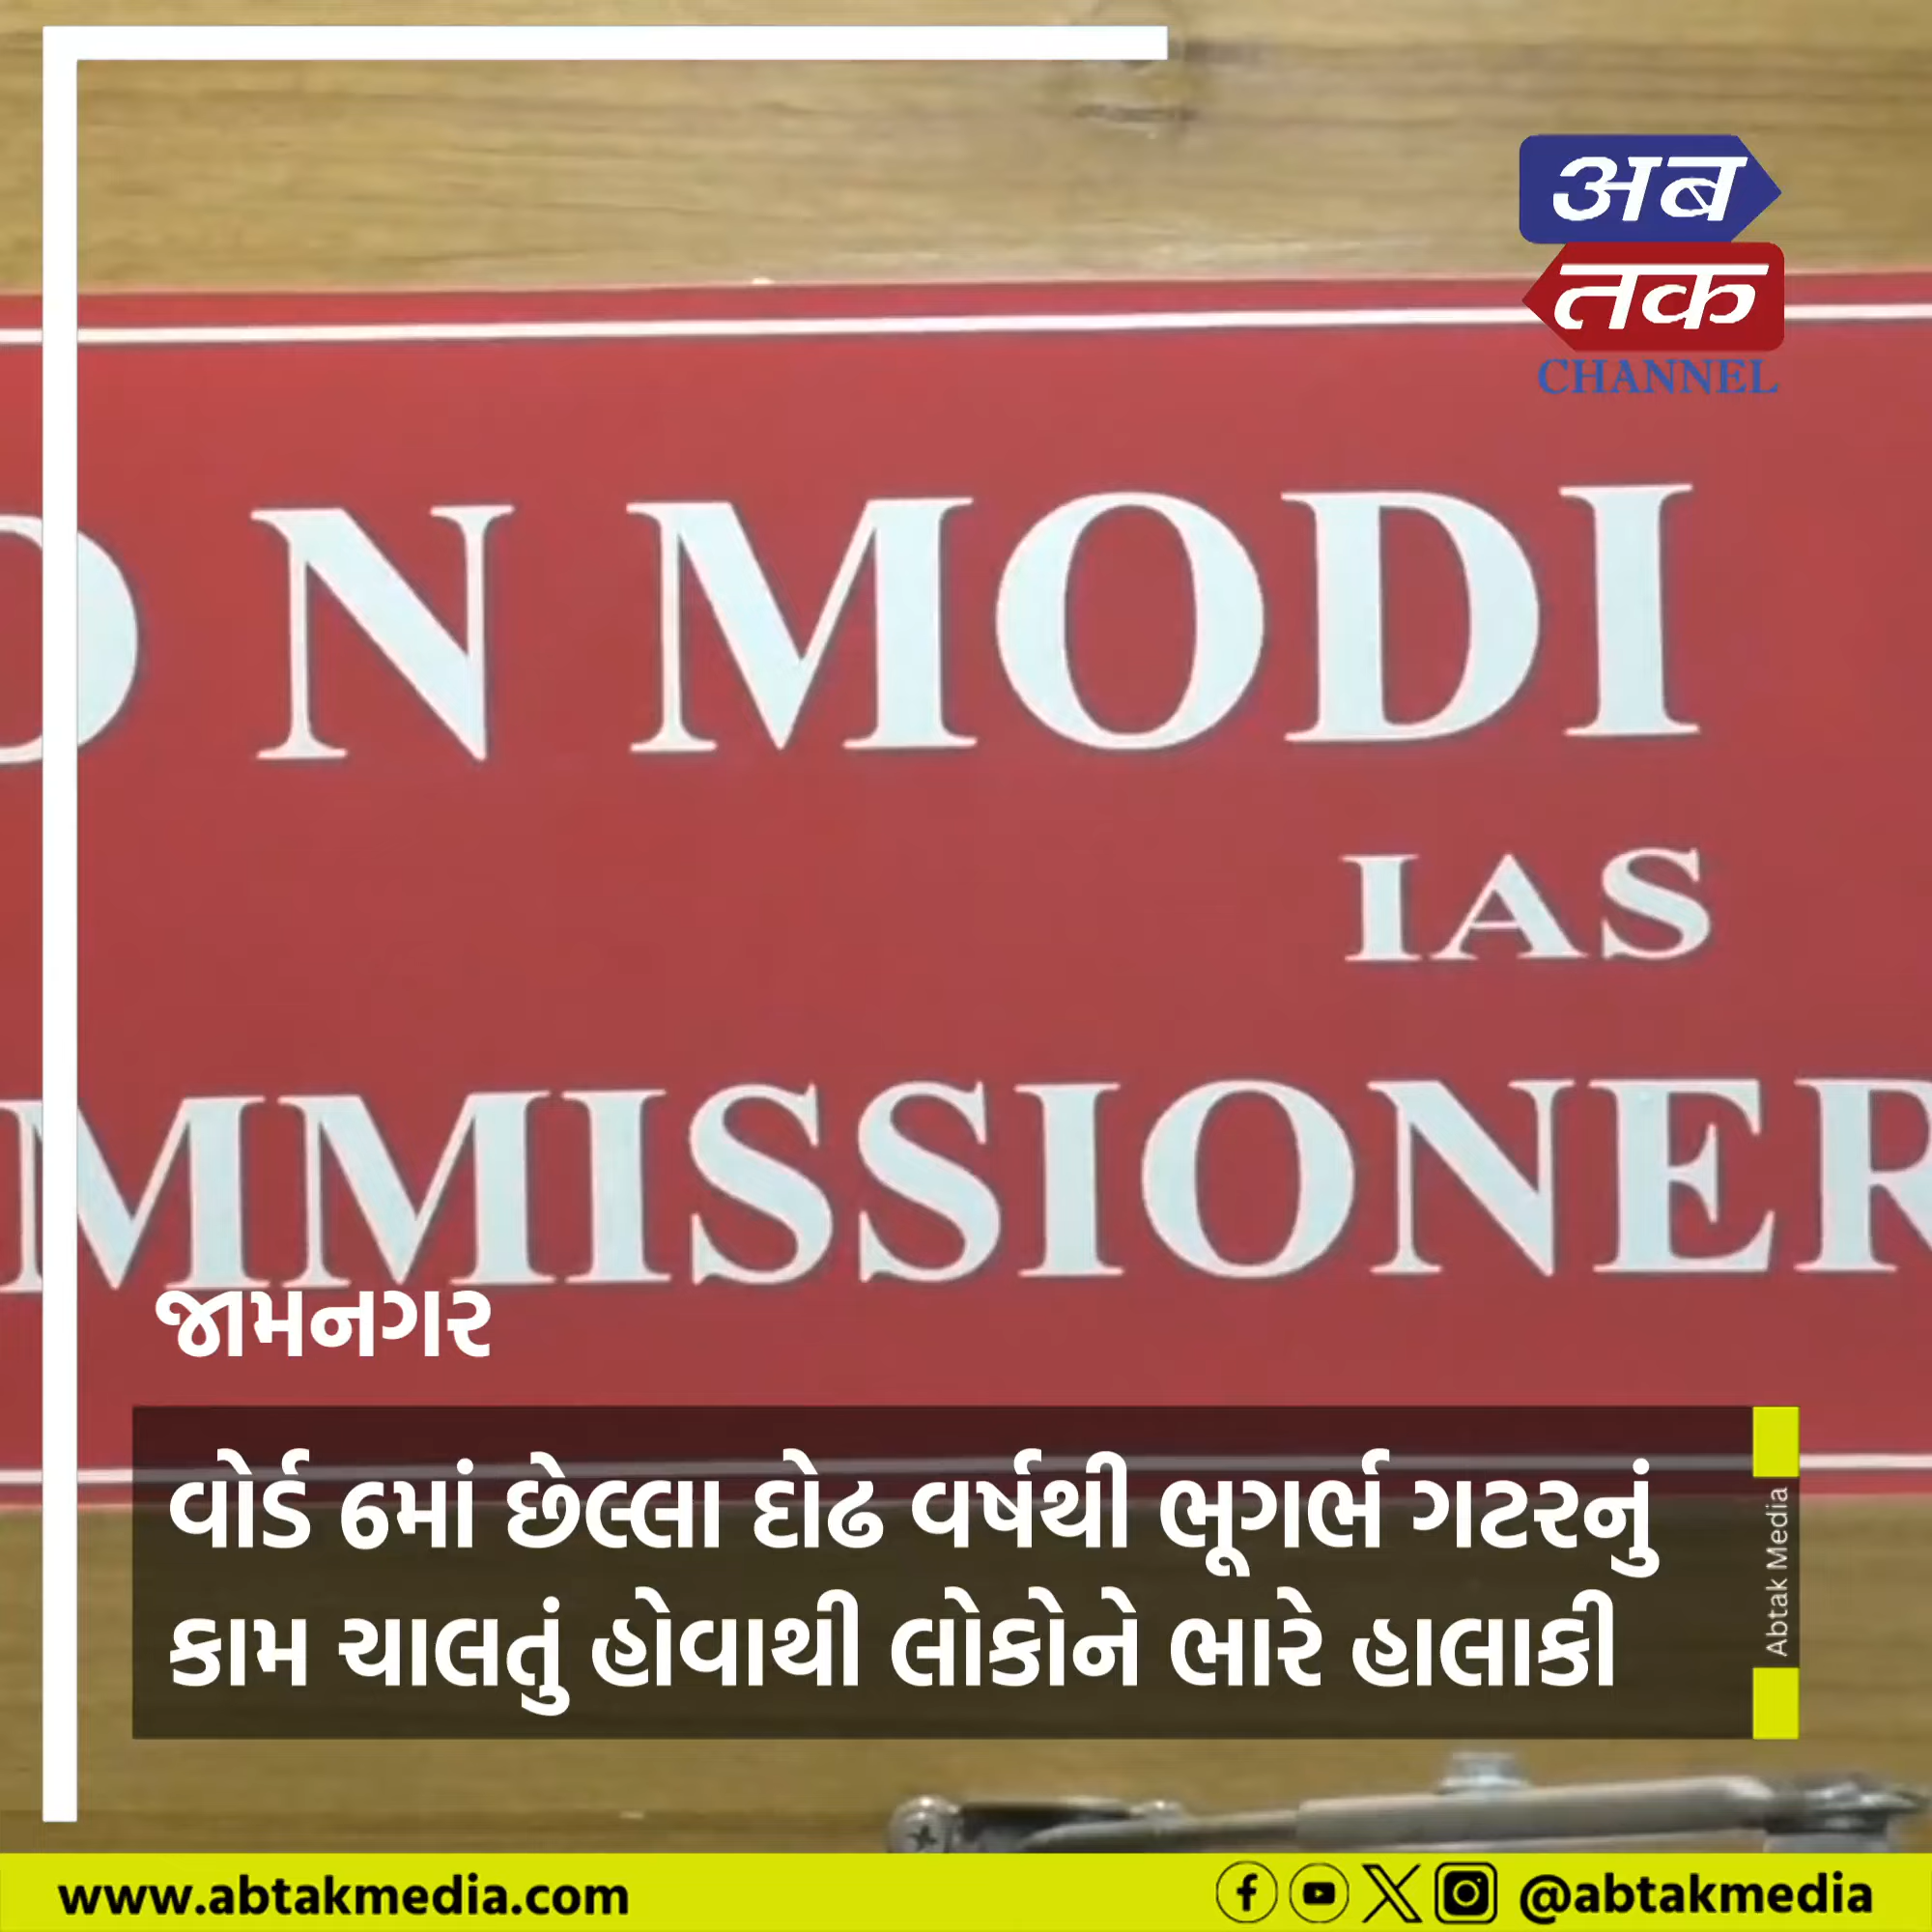 अब
तक
CHANNEL
N MODI
IAS
MMISSIONER
જામનગર
વોર્ડ 6માં છેલ્લા દોઢ વર્ષથી ભૂગર્ભ ગટરનું
કામ ચાલતું હોવાથી લોકોને ભારે હાલાકી
Abtak Media
www.abtakmedia.com
@abtakmedia